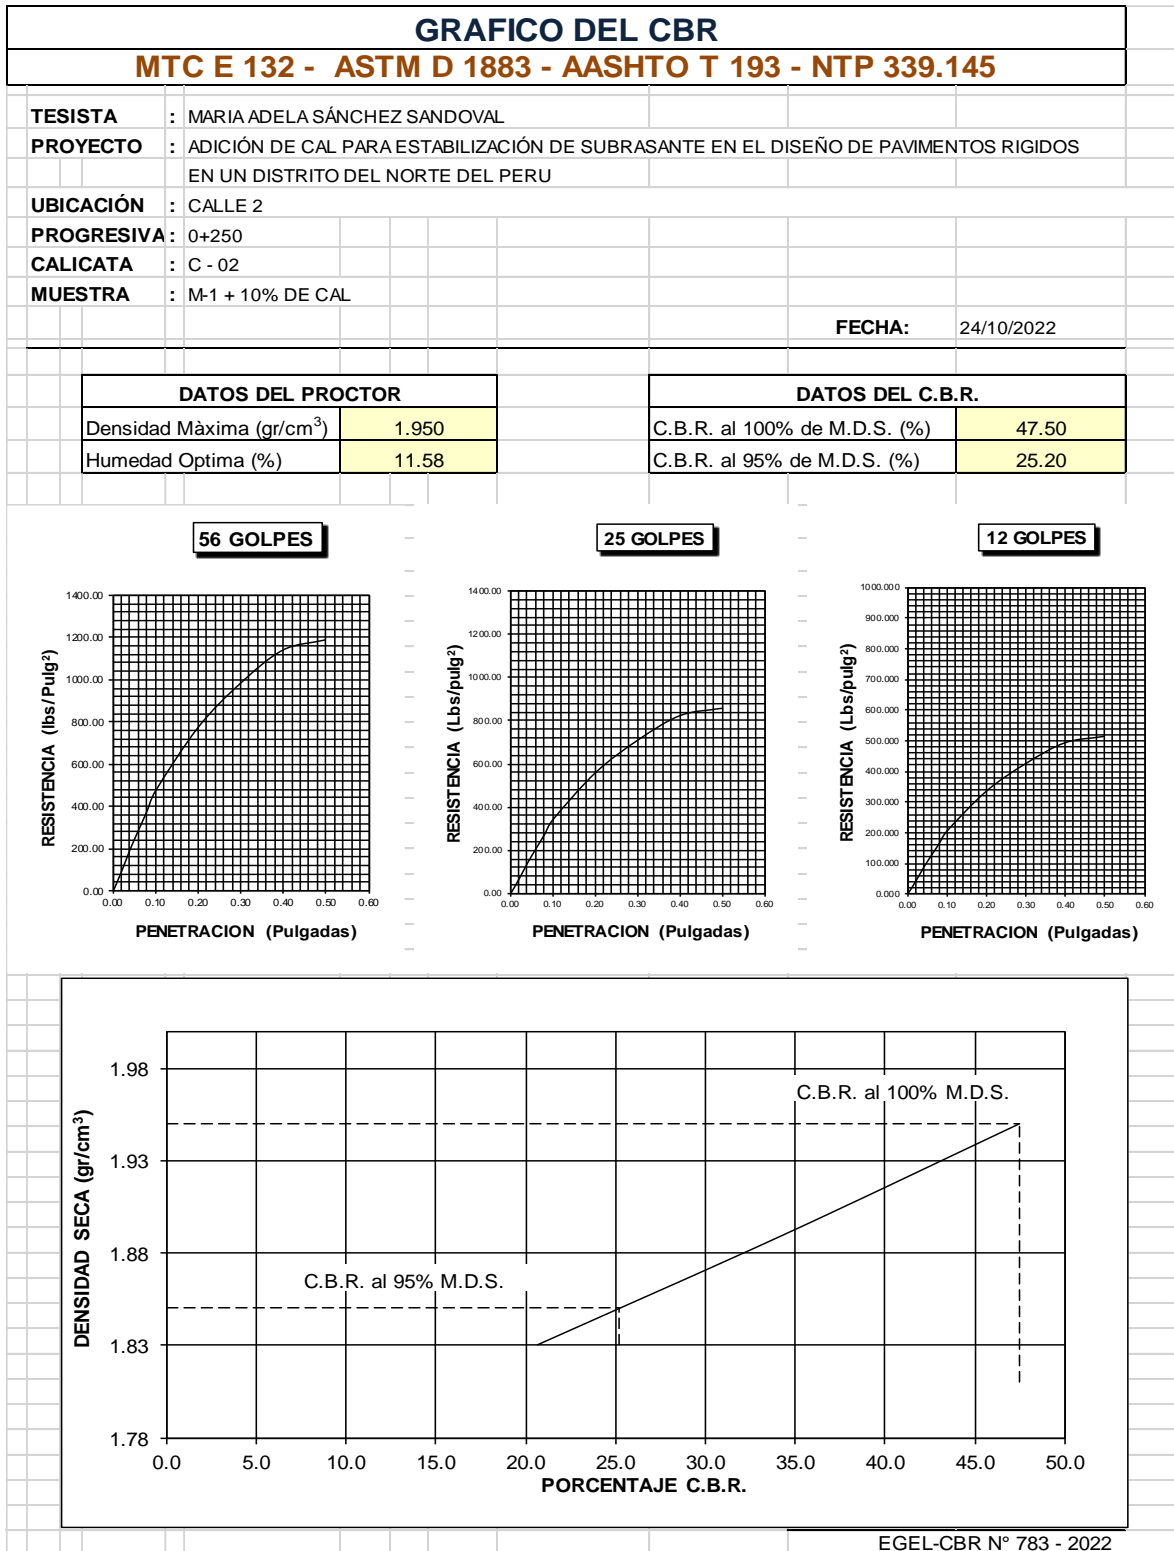 GRAFICO DEL CBR
MTC E 132 - ASTM D 1883 - AASHTO T 193 - NTP 339.145
TESISTA : MARIA ADELA SÁNCHEZ SANDOVAL
PROYECTO : ADICIÓN DE CAL PARA ESTABILIZACIÓN DE SUBRASANTE EN EL DISEÑO DE PAVIMENTOS RIGIDOS
EN UN DISTRITO DEL NORTE DEL PERU
UBICACIÓN : CALLE 2
PROGRESIVA : 0+250
CALICATA : C - 02
MUESTRA : M-1 + 10% DE CAL
FECHA: 24/10/2022
DATOS DEL PROCTOR
Densidad Màxima (gr/cm³) 1.950
Humedad Optima (%) 11.58
DATOS DEL C.B.R.
C.B.R. al 100% de M.D.S. (%) 47.50
C.B.R. al 95% de M.D.S. (%) 25.20
56 GOLPES
RESISTENCIA (lbs/Pulg²)
1400.00
1200.00
1000.00
800.00
600.00
400.00
200.00
0.00
0.00 0.10 0.20 0.30 0.40 0.50 0.60
PENETRACION (Pulgadas)
25 GOLPES
RESISTENCIA (Lbs/pulg²)
1400.00
1200.00
1000.00
800.00
600.00
400.00
200.00
0.00
0.00 0.10 0.20 0.30 0.40 0.50 0.60
PENETRACION (Pulgadas)
12 GOLPES
RESISTENCIA (Lbs/pulg²)
1000.000
900.000
800.000
700.000
600.000
500.000
400.000
300.000
200.000
100.000
0.000
0.00 0.10 0.20 0.30 0.40 0.50 0.60
PENETRACION (Pulgadas)
DENSIDAD SECA (gr/cm³)
1.98
1.93
1.88
1.83
1.78
C.B.R. al 100% M.D.S.
C.B.R. al 95% M.D.S.
0.0 5.0 10.0 15.0 20.0 25.0 30.0 35.0 40.0 45.0 50.0
PORCENTAJE C.B.R.
EGEL-CBR N° 783 - 2022